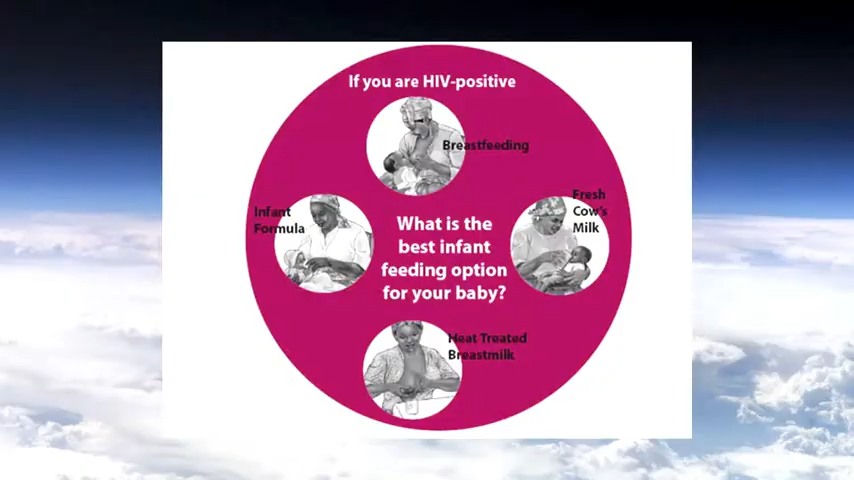 If you are HIV-positive
Breastfeeding
Infant
Formula
Fresh
Cow's
Milk
What is the
best infant
feeding option
for your baby?
Heat Treated
Breastmilk